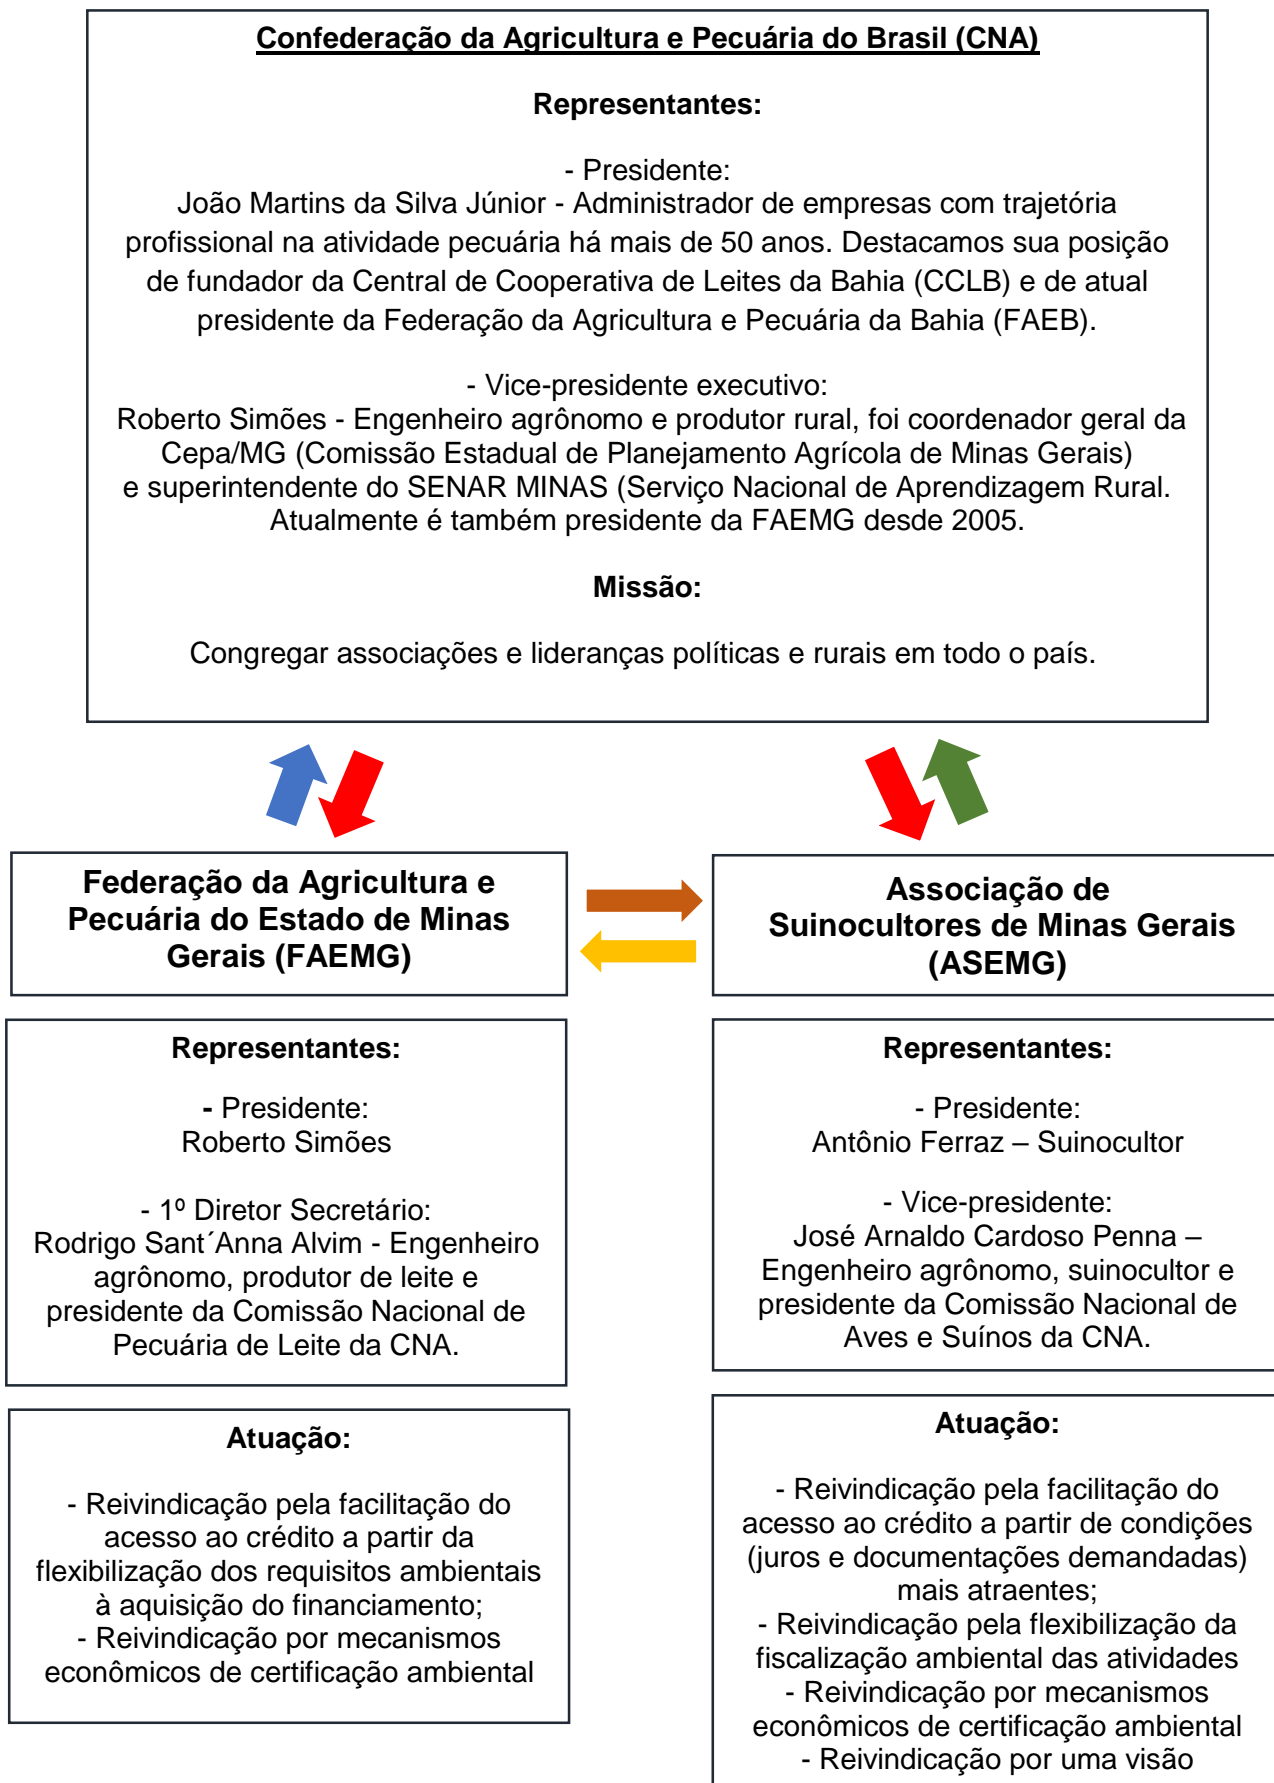 Confederação da Agricultura e Pecuária do Brasil (CNA)
Representantes:
- Presidente:
João Martins da Silva Júnior - Administrador de empresas com trajetória
profissional na atividade pecuária há mais de 50 anos. Destacamos sua posição
de fundador da Central de Cooperativa de Leites da Bahia (CCLB) e de atual
presidente da Federação da Agricultura e Pecuária da Bahia (FAEB).
- Vice-presidente executivo:
Roberto Simões - Engenheiro agrônomo e produtor rural, foi coordenador geral da
Cepa/MG (Comissão Estadual de Planejamento Agrícola de Minas Gerais)
e superintendente do SENAR MINAS (Serviço Nacional de Aprendizagem Rural.
Atualmente é também presidente da FAEMG desde 2005.
Missão:
Congregar associações e lideranças políticas e rurais em todo o país.
Federação da Agricultura e
Pecuária do Estado de Minas
Gerais (FAEMG)
Representantes:
- Presidente:
Roberto Simões
- 1º Diretor Secretário:
Rodrigo Sant´Anna Alvim - Engenheiro
agrônomo, produtor de leite e
presidente da Comissão Nacional de
Pecuária de Leite da CNA.
Atuação:
- Reivindicação pela facilitação do
acesso ao crédito a partir da
flexibilização dos requisitos ambientais
à aquisição do financiamento;
- Reivindicação por mecanismos
econômicos de certificação ambiental
Associação de
Suinocultores de Minas Gerais
(ASEMG)
Representantes:
- Presidente:
Antônio Ferraz – Suinocultor
- Vice-presidente:
José Arnaldo Cardoso Penna –
Engenheiro agrônomo, suinocultor e
presidente da Comissão Nacional de
Aves e Suínos da CNA.
Atuação:
- Reivindicação pela facilitação do
acesso ao crédito a partir de condições
(juros e documentações demandadas)
mais atraentes;
- Reivindicação pela flexibilização da
fiscalização ambiental das atividades
- Reivindicação por mecanismos
econômicos de certificação ambiental
- Reivindicação por uma visão